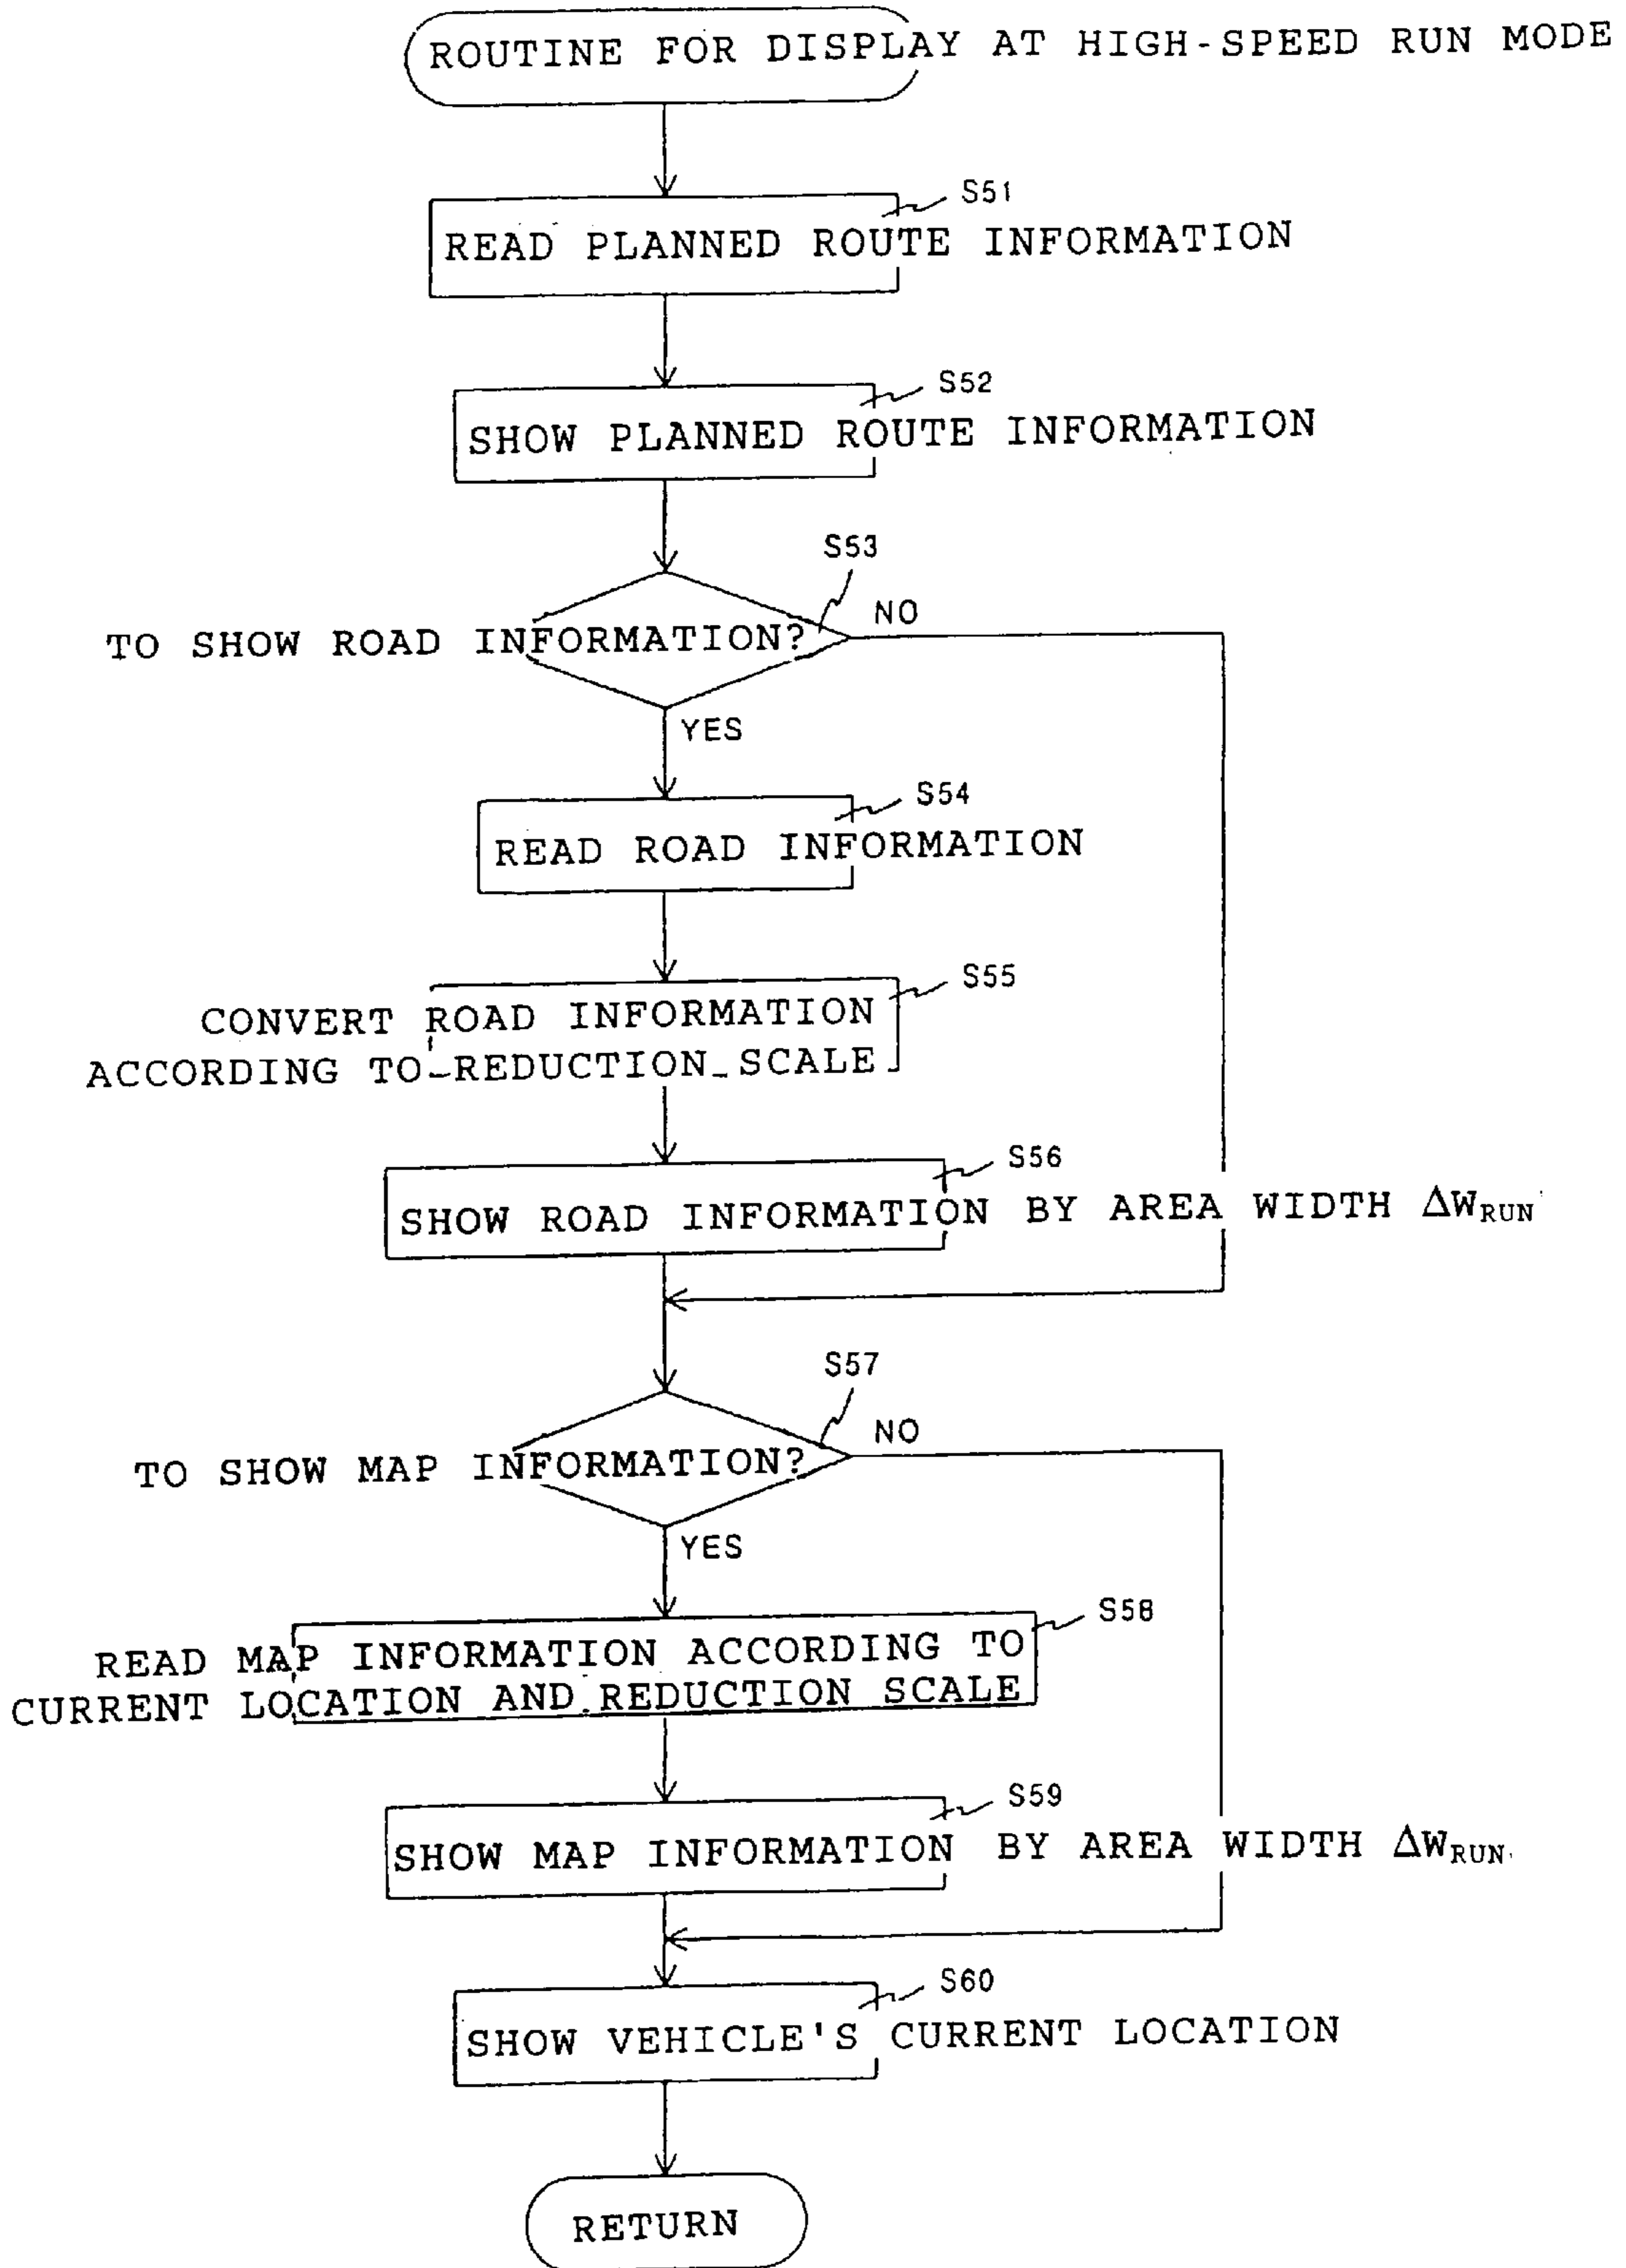 ROUTINE FOR DISPLAY AT HIGH-SPEED RUN MODE
S51
READ PLANNED ROUTE INFORMATION
S52
SHOW PLANNED ROUTE INFORMATION
S53
TO SHOW ROAD INFORMATION?
NO
YES
S54
READ ROAD INFORMATION
S55
CONVERT ROAD INFORMATION
ACCORDING TO REDUCTION SCALE
S56
SHOW ROAD INFORMATION BY AREA WIDTH ΔWRUN
S57
TO SHOW MAP INFORMATION?
NO
YES
S58
READ MAP INFORMATION ACCORDING TO
CURRENT LOCATION AND REDUCTION SCALE
S59
SHOW MAP INFORMATION BY AREA WIDTH ΔWRUN
S60
SHOW VEHICLE'S CURRENT LOCATION
RETURN